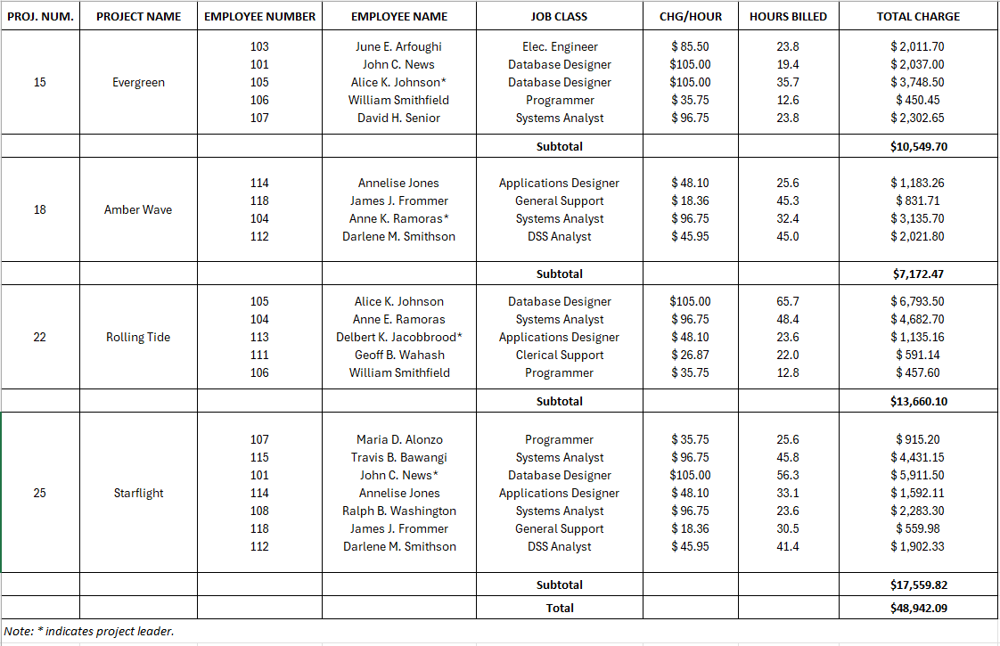 PROJ. NUM. PROJECT NAME EMPLOYEE NUMBER EMPLOYEE NAME JOB CLASS CHG/HOUR HOURS BILLED TOTAL CHARGE
103 June E. Arfoughi Elec. Engineer $ 85.50 23.8 $ 2,011.70
101 John C. News Database Designer $105.00 19.4 $ 2,037.00
15 Evergreen 105 Alice K. Johnson* Database Designer $105.00 35.7 $ 3,748.50
106 William Smithfield Programmer $ 35.75 12.6 $ 450.45
107 David H. Senior Systems Analyst $ 96.75 23.8 $ 2,302.65
Subtotal $10,549.70
114 Annelise Jones Applications Designer $ 48.10 25.6 $ 1,183.26
118 James J. Frommer General Support $ 18.36 45.3 $ 831.71
18 Amber Wave 104 Anne K. Ramoras* Systems Analyst $ 96.75 32.4 $ 3,135.70
112 Darlene M. Smithson DSS Analyst $ 45.95 45.0 $ 2,021.80
Subtotal $7,172.47
105 Alice K. Johnson Database Designer $105.00 65.7 $ 6,793.50
104 Anne E. Ramoras Systems Analyst $ 96.75 48.4 $ 4,682.70
22 Rolling Tide 113 Delbert K. Jacobbrood* Applications Designer $ 48.10 23.6 $ 1,135.16
111 Geoff B. Wahash Clerical Support $ 26.87 22.0 $ 591.14
106 William Smithfield Programmer $ 35.75 12.8 $ 457.60
Subtotal $13,660.10
107 Maria D. Alonzo Programmer $ 35.75 25.6 $ 915.20
115 Travis B. Bawangi Systems Analyst $ 96.75 45.8 $ 4,431.15
101 John C. News* Database Designer $105.00 56.3 $ 5,911.50
25 Starflight 114 Annelise Jones Applications Designer $ 48.10 33.1 $ 1,592.11
108 Ralph B. Washington Systems Analyst $ 96.75 23.6 $ 2,283.30
118 James J. Frommer General Support $ 18.36 30.5 $ 559.98
112 Darlene M. Smithson DSS Analyst $ 45.95 41.4 $ 1,902.33
Subtotal $17,559.82
Total $48,942.09
Note: * indicates project leader.